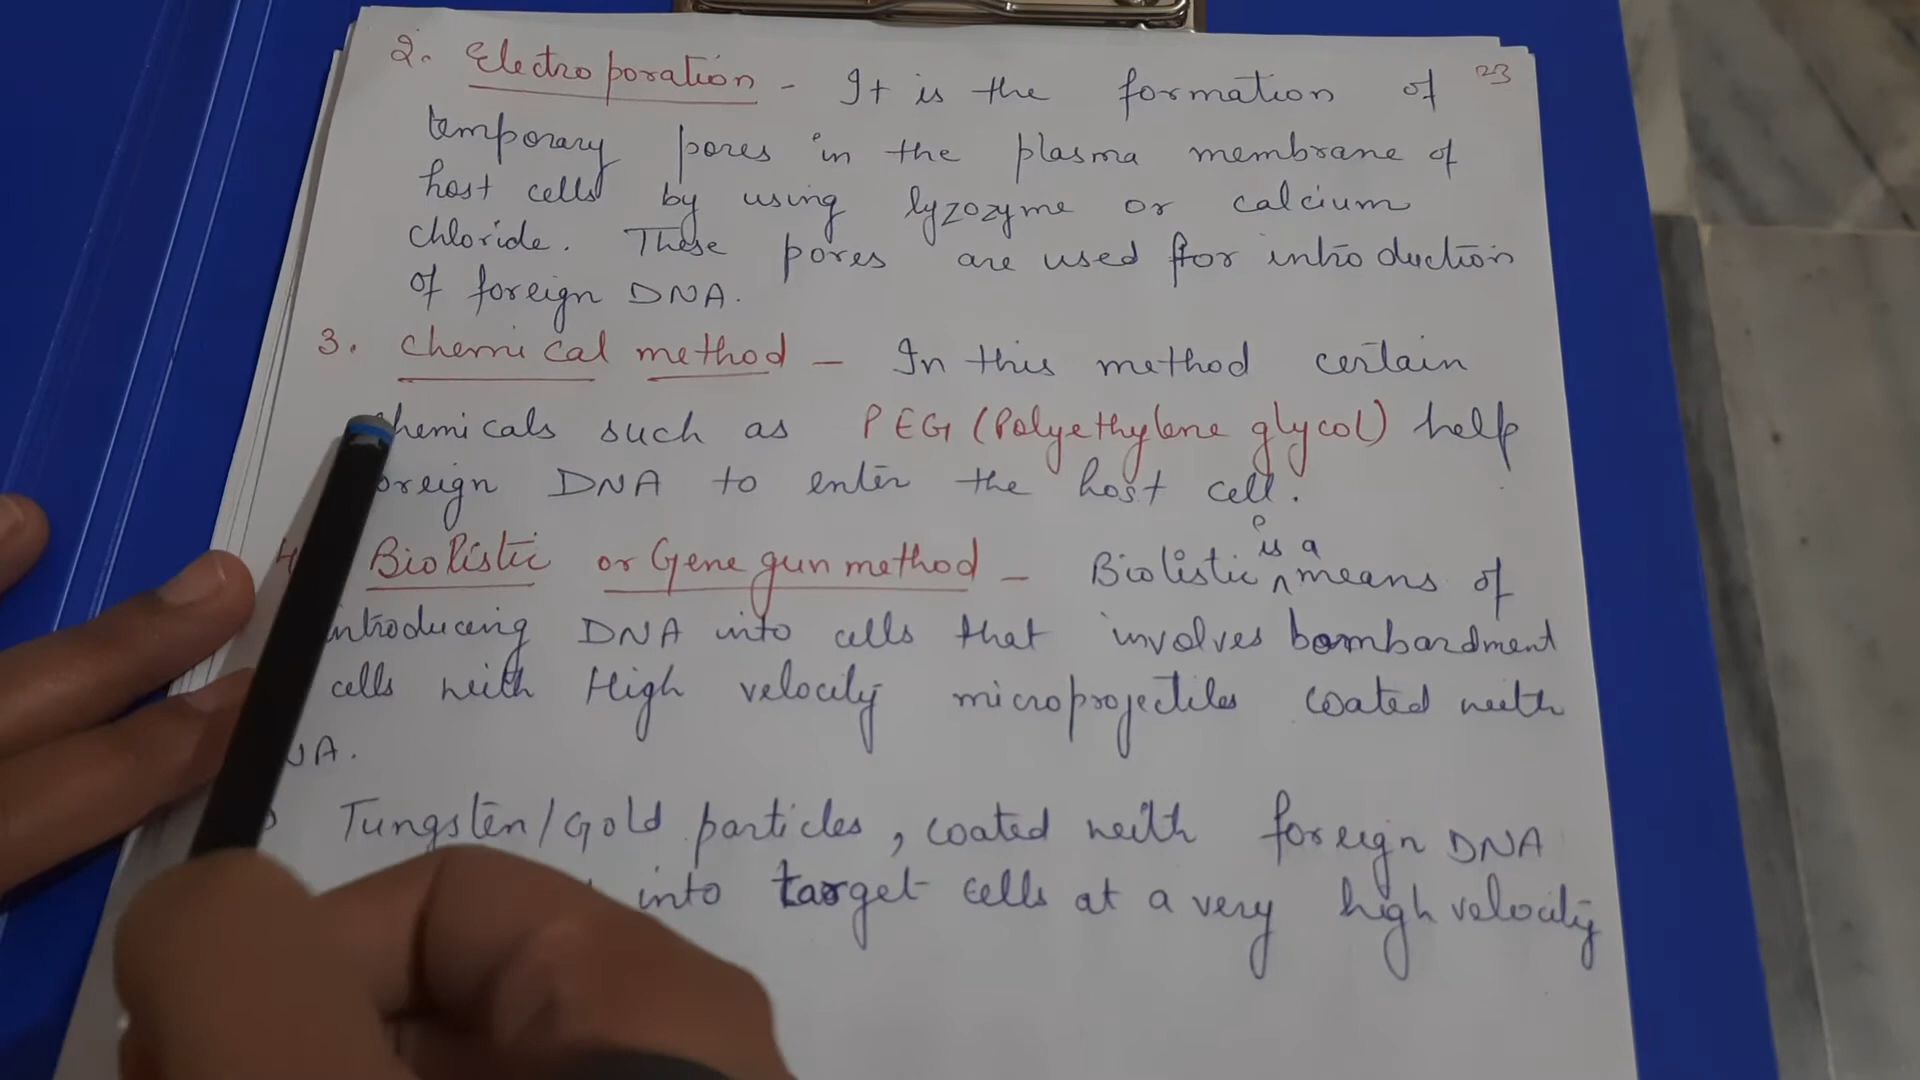 23
2. Electroporation - It is the formation of
temporary pores in the plasma membrane of
host cells by using lyzozyme or calcium
chloride. These pores are used for introduction
of foreign DNA.
3. Chemical method - In this method certain
chemicals such as PEG (Polyethylene glycol) help
oreign DNA to enter the host cell.
4 Biolistic or Gene gun method - Biolistic is a means of
introducing DNA into cells that involves bombardment
cells with High velocity microprojectiles coated with
NA.
Tungsten/Gold particles, coated with foreign DNA
into target cells at a very high velocity